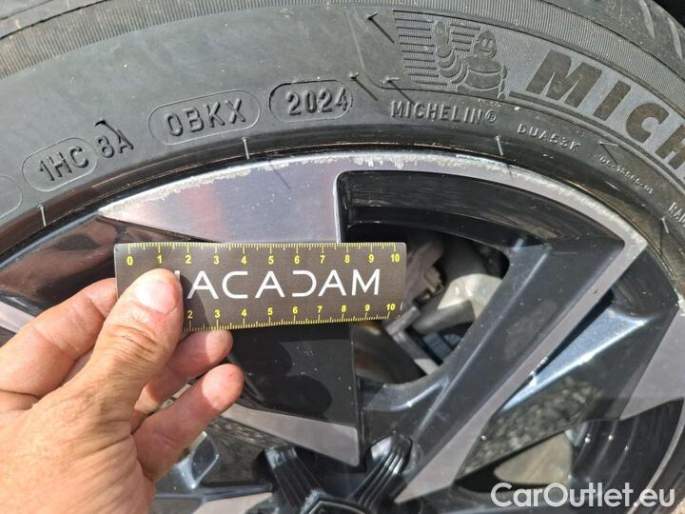 1HC 8A 0BKX 2024 MICHELIN® DUA53K MICH
0 1 2 3 4 5 6 7 8 9 10
MACADAM
2 3 4 5 6 7 8 9 10
CarOutlet.eu